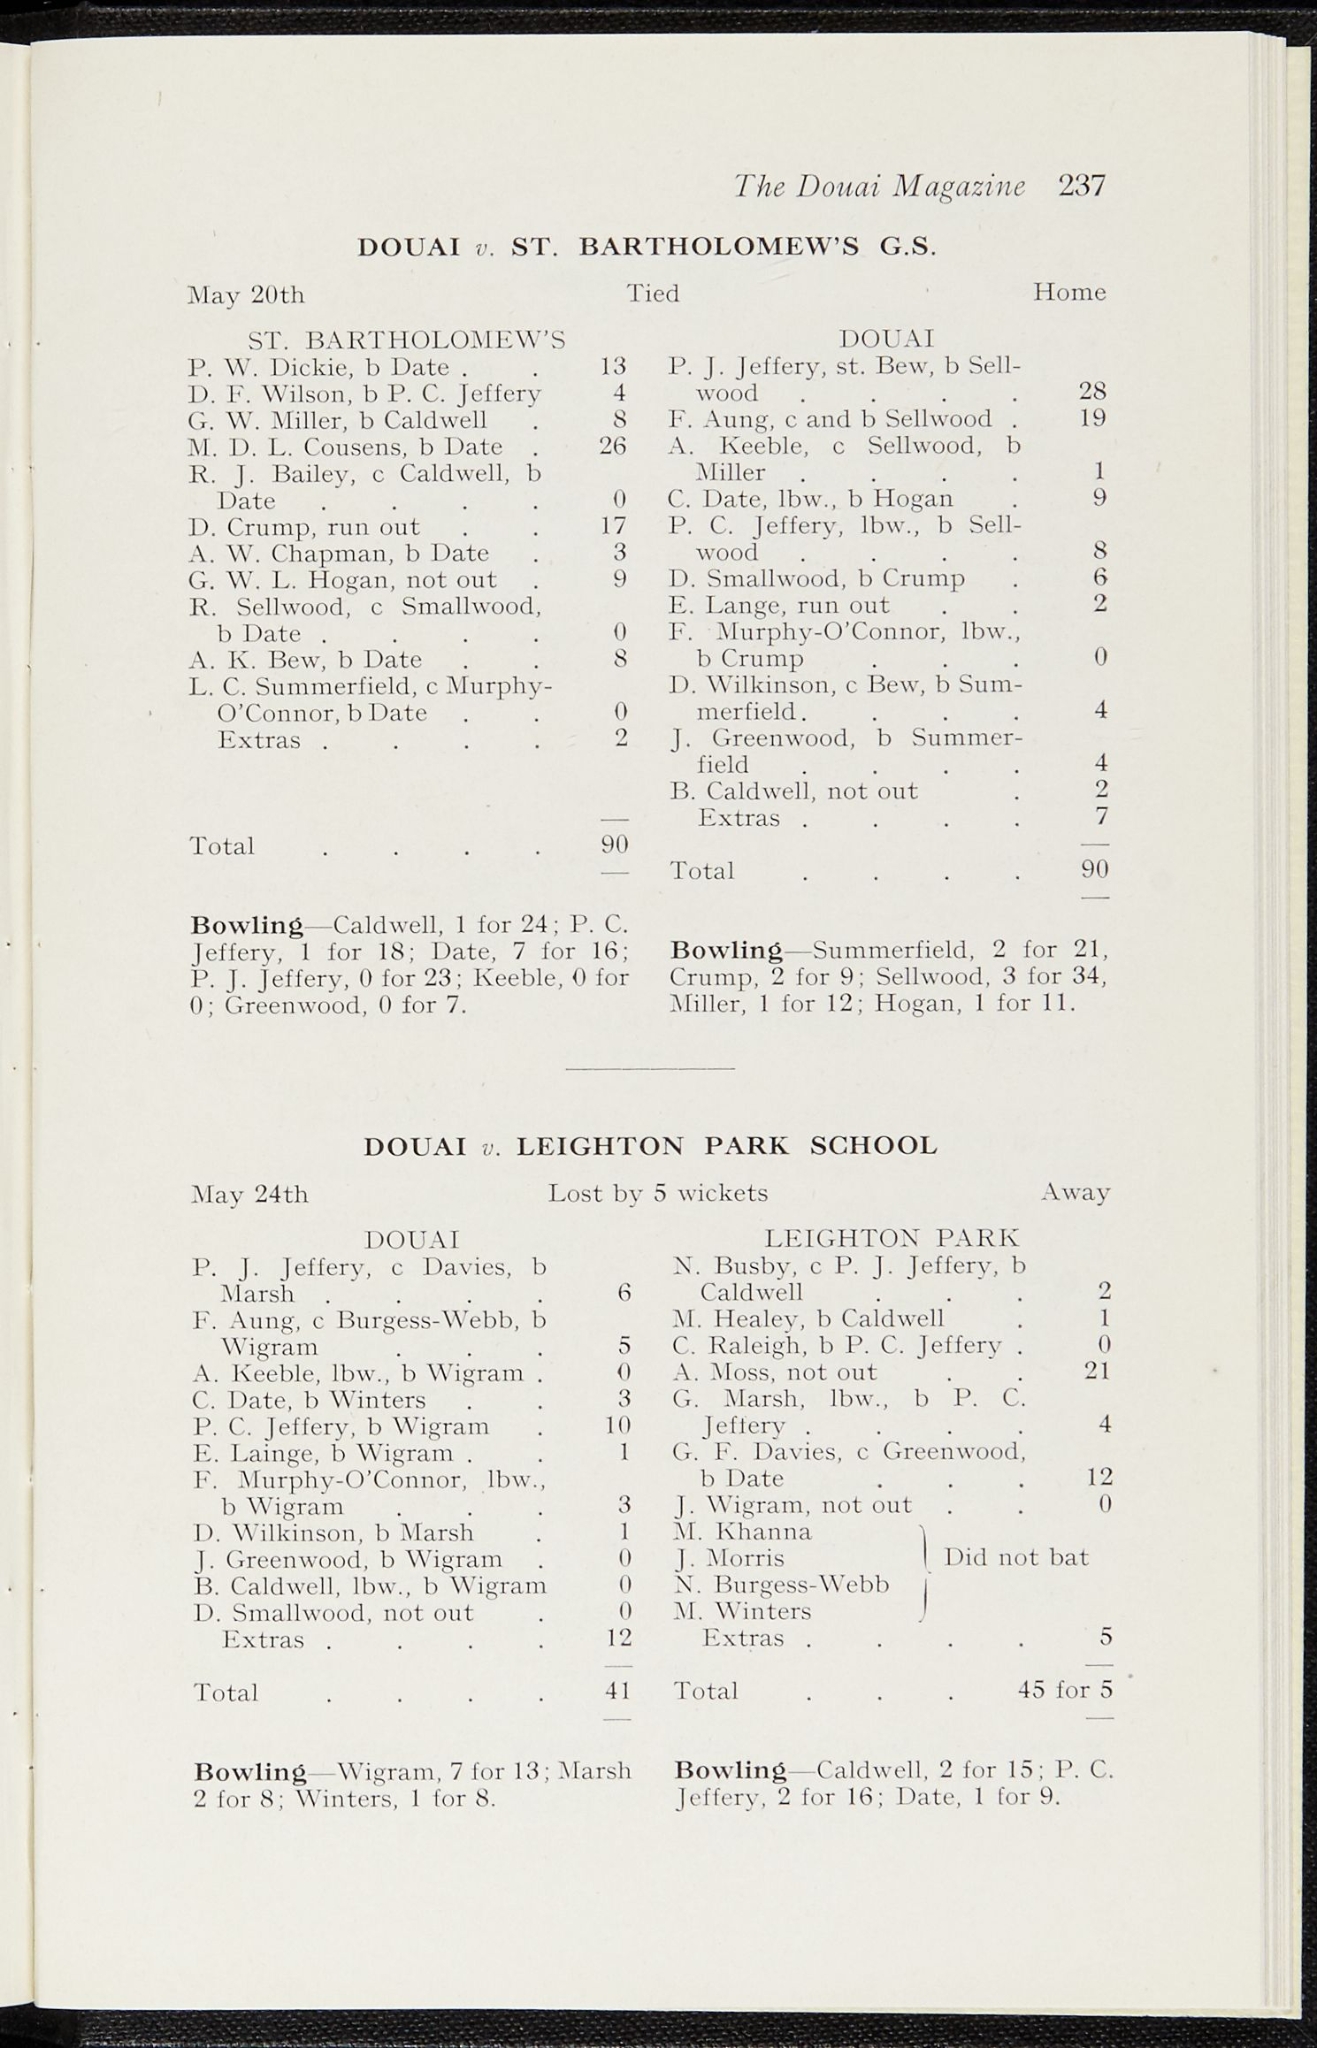 The Douai Magazine 237
DOUAI v. ST. BARTHOLOMEW'S G.S.
May 20th Tied Home
ST. BARTHOLOMEW'S
P. W. Dickie, b Date . . 13
D. F. Wilson, b P. C. Jeffery 4
G. W. Miller, b Caldwell . 8
M. D. L. Cousens, b Date . 26
R. J. Bailey, c Caldwell, b
Date . . . . 0
D. Crump, run out . . 17
A. W. Chapman, b Date . 3
G. W. L. Hogan, not out . 9
R. Sellwood, c Smallwood,
b Date . . . . 0
A. K. Bew, b Date . . 8
L. C. Summerfield, c Murphy-
O'Connor, b Date . . 0
Extras . . . . 2
Total . . . . 90
Bowling—Caldwell, 1 for 24; P. C.
Jeffery, 1 for 18; Date, 7 for 16;
P. J. Jeffery, 0 for 23; Keeble, 0 for
0; Greenwood, 0 for 7.
DOUAI
P. J. Jeffery, st. Bew, b Sell-
wood . . . . 28
F. Aung, c and b Sellwood . 19
A. Keeble, c Sellwood, b
Miller . . . . 1
C. Date, lbw., b Hogan . 9
P. C. Jeffery, lbw., b Sell-
wood . . . . 8
D. Smallwood, b Crump . 6
E. Lange, run out . . 2
F. Murphy-O'Connor, lbw.,
b Crump . . . 0
D. Wilkinson, c Bew, b Sum-
merfield. . . . 4
J. Greenwood, b Summer-
field . . . . 4
B. Caldwell, not out . 2
Extras . . . . 7
Total . . . . 90
Bowling—Summerfield, 2 for 21,
Crump, 2 for 9; Sellwood, 3 for 34,
Miller, 1 for 12; Hogan, 1 for 11.
DOUAI v. LEIGHTON PARK SCHOOL
May 24th Lost by 5 wickets Away
DOUAI
P. J. Jeffery, c Davies, b
Marsh . . . . 6
F. Aung, c Burgess-Webb, b
Wigram . . . 5
A. Keeble, lbw., b Wigram . 0
C. Date, b Winters . . 3
P. C. Jeffery, b Wigram . 10
E. Lainge, b Wigram . . 1
F. Murphy-O'Connor, lbw.,
b Wigram . . . 3
D. Wilkinson, b Marsh . 1
J. Greenwood, b Wigram . 0
B. Caldwell, lbw., b Wigram 0
D. Smallwood, not out . 0
Extras . . . . 12
Total . . . . 41
Bowling—Wigram, 7 for 13; Marsh
2 for 8; Winters, 1 for 8.
LEIGHTON PARK
N. Busby, c P. J. Jeffery, b
Caldwell . . . 2
M. Healey, b Caldwell . 1
C. Raleigh, b P. C. Jeffery . 0
A. Moss, not out . . 21
G. Marsh, lbw., b P. C.
Jeffery . . . . 4
G. F. Davies, c Greenwood,
b Date . . . 12
J. Wigram, not out . . 0
M. Khanna
J. Morris Did not bat
N. Burgess-Webb
M. Winters
Extras . . . . 5
Total . . . 45 for 5
Bowling—Caldwell, 2 for 15; P. C.
Jeffery, 2 for 16; Date, 1 for 9.